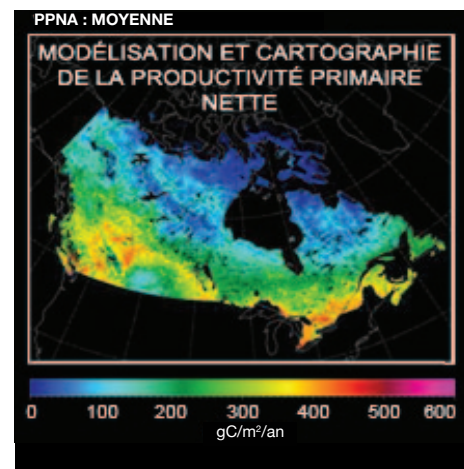 PPNA : MOYENNE
MODÉLISATION ET CARTOGRAPHIE
DE LA PRODUCTIVITÉ PRIMAIRE
NETTE
0 100 200 300 400 500 600
gC/m²/an